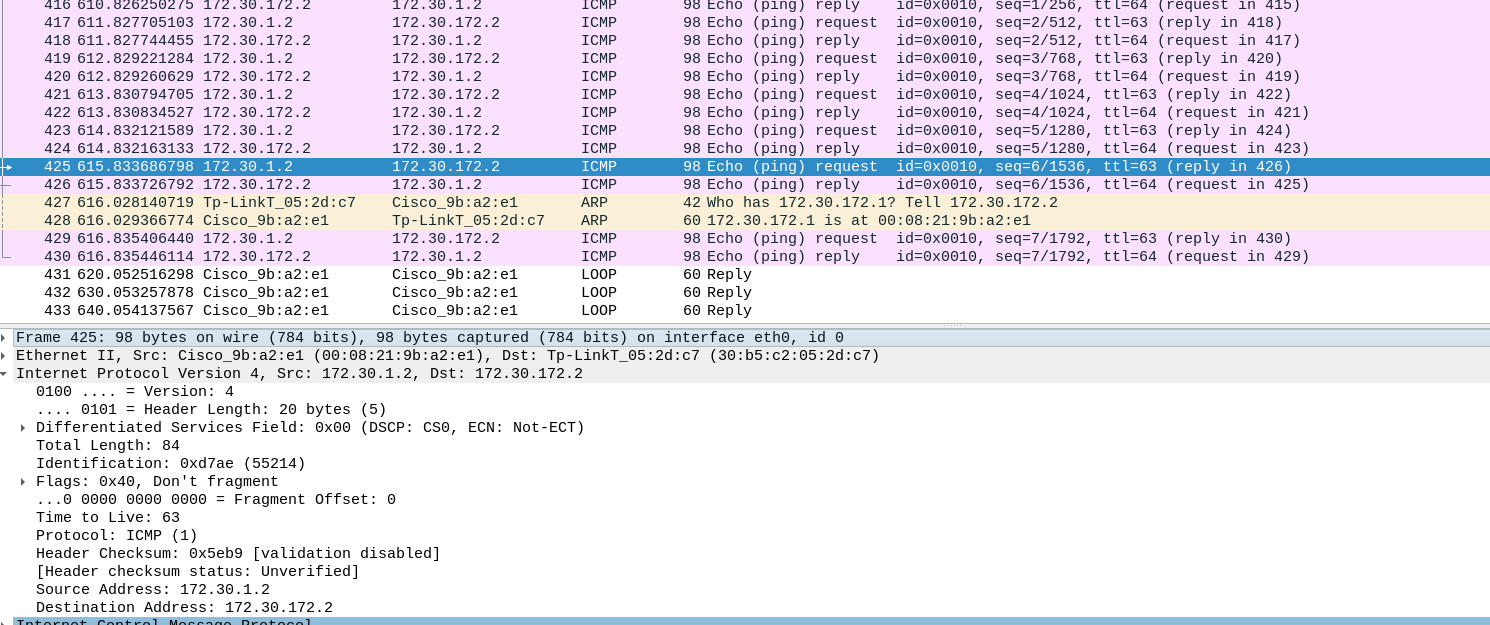 416 610.826250275 172.30.172.2 172.30.1.2 ICMP 98 Echo (ping) reply id=0x0010, seq=1/256, ttl=64 (request in 415)
417 611.827705103 172.30.1.2 172.30.172.2 ICMP 98 Echo (ping) request id=0x0010, seq=2/512, ttl=63 (reply in 418)
418 611.827744455 172.30.172.2 172.30.1.2 ICMP 98 Echo (ping) reply id=0x0010, seq=2/512, ttl=64 (request in 417)
419 612.829221284 172.30.1.2 172.30.172.2 ICMP 98 Echo (ping) request id=0x0010, seq=3/768, ttl=63 (reply in 420)
420 612.829260629 172.30.172.2 172.30.1.2 ICMP 98 Echo (ping) reply id=0x0010, seq=3/768, ttl=64 (request in 419)
421 613.830794705 172.30.1.2 172.30.172.2 ICMP 98 Echo (ping) request id=0x0010, seq=4/1024, ttl=63 (reply in 422)
422 613.830834527 172.30.172.2 172.30.1.2 ICMP 98 Echo (ping) reply id=0x0010, seq=4/1024, ttl=64 (request in 421)
423 614.832121589 172.30.1.2 172.30.172.2 ICMP 98 Echo (ping) request id=0x0010, seq=5/1280, ttl=63 (reply in 424)
424 614.832163133 172.30.172.2 172.30.1.2 ICMP 98 Echo (ping) reply id=0x0010, seq=5/1280, ttl=64 (request in 423)
425 615.833686798 172.30.1.2 172.30.172.2 ICMP 98 Echo (ping) request id=0x0010, seq=6/1536, ttl=63 (reply in 426)
426 615.833726792 172.30.172.2 172.30.1.2 ICMP 98 Echo (ping) reply id=0x0010, seq=6/1536, ttl=64 (request in 425)
427 616.028140719 Tp-LinkT_05:2d:c7 Cisco_9b:a2:e1 ARP 42 Who has 172.30.172.1? Tell 172.30.172.2
428 616.029366774 Cisco_9b:a2:e1 Tp-LinkT_05:2d:c7 ARP 60 172.30.172.1 is at 00:08:21:9b:a2:e1
429 616.835406440 172.30.1.2 172.30.172.2 ICMP 98 Echo (ping) request id=0x0010, seq=7/1792, ttl=63 (reply in 430)
430 616.835446114 172.30.172.2 172.30.1.2 ICMP 98 Echo (ping) reply id=0x0010, seq=7/1792, ttl=64 (request in 429)
431 620.052516298 Cisco_9b:a2:e1 Cisco_9b:a2:e1 LOOP 60 Reply
432 630.053257878 Cisco_9b:a2:e1 Cisco_9b:a2:e1 LOOP 60 Reply
433 640.054137567 Cisco_9b:a2:e1 Cisco_9b:a2:e1 LOOP 60 Reply
Frame 425: 98 bytes on wire (784 bits), 98 bytes captured (784 bits) on interface eth0, id 0
Ethernet II, Src: Cisco_9b:a2:e1 (00:08:21:9b:a2:e1), Dst: Tp-LinkT_05:2d:c7 (30:b5:c2:05:2d:c7)
Internet Protocol Version 4, Src: 172.30.1.2, Dst: 172.30.172.2
0100 .... = Version: 4
.... 0101 = Header Length: 20 bytes (5)
Differentiated Services Field: 0x00 (DSCP: CS0, ECN: Not-ECT)
Total Length: 84
Identification: 0xd7ae (55214)
Flags: 0x40, Don't fragment
...0 0000 0000 0000 = Fragment Offset: 0
Time to Live: 63
Protocol: ICMP (1)
Header Checksum: 0x5eb9 [validation disabled]
[Header checksum status: Unverified]
Source Address: 172.30.1.2
Destination Address: 172.30.172.2
Internet Control Message Protocol